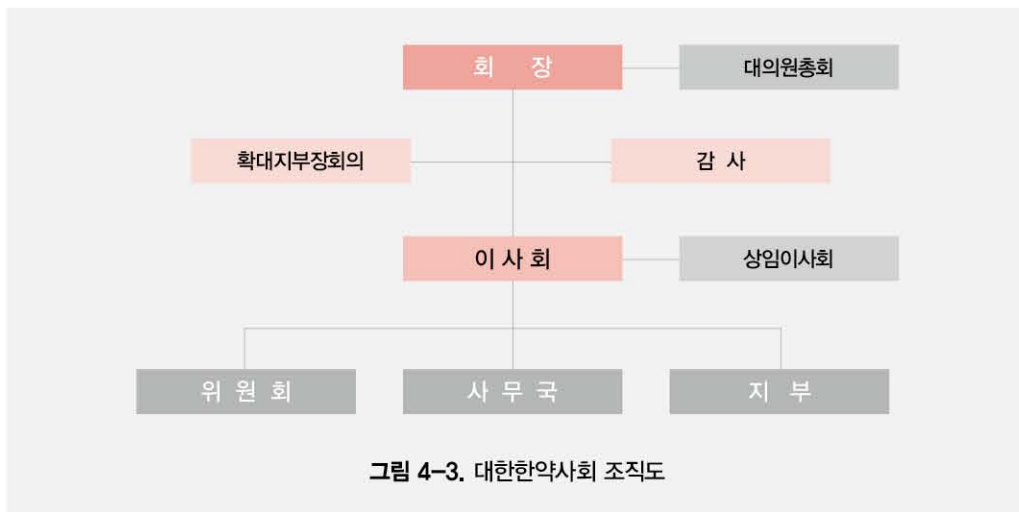 회 장
대의원총회
확대지부장회의
감 사
이 사 회
상임이사회
위 원 회
사 무 국
지 부
그림 4-3. 대한한약사회 조직도